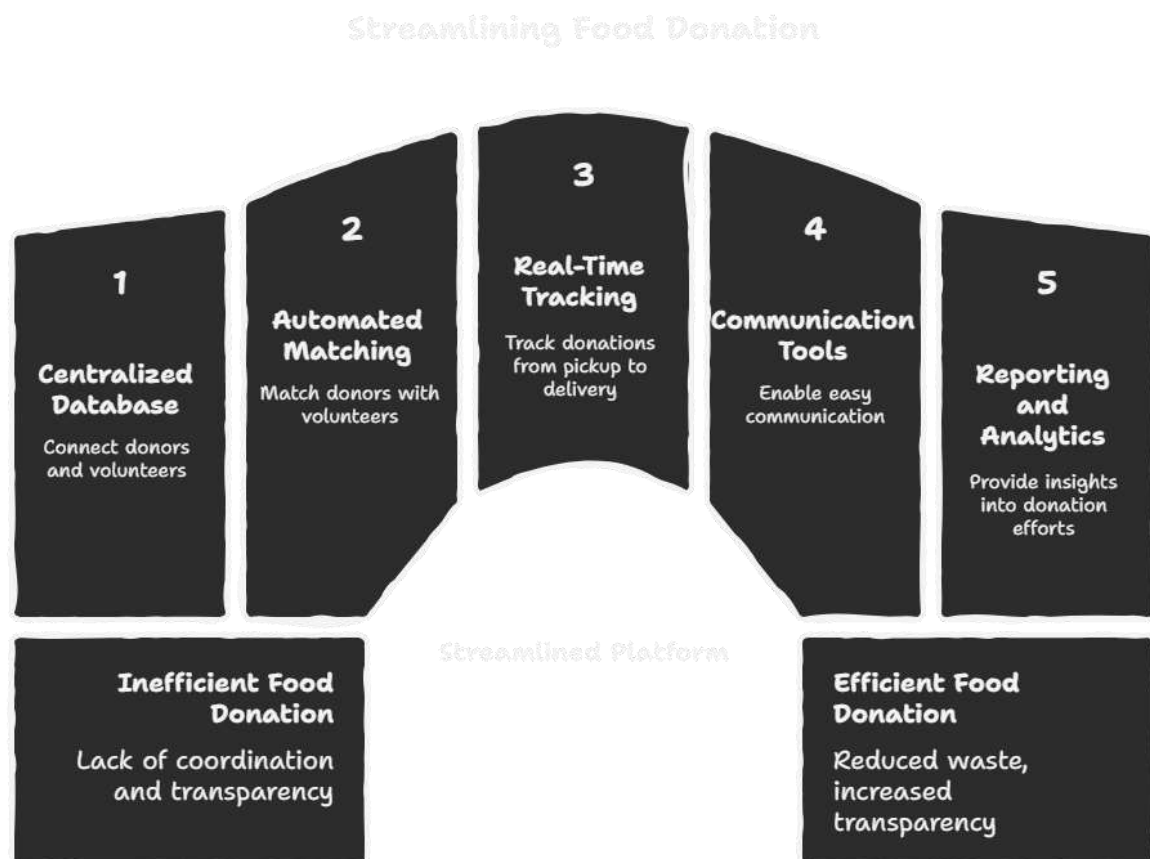 Streamlining Food Donation
1
Centralized
Database
Connect donors
and volunteers
2
Automated
Matching
Match donors with
volunteers
3
Real-Time
Tracking
Track donations
from pickup to
delivery
4
Communication
Tools
Enable easy
communication
5
Reporting
and
Analytics
Provide insights
into donation
efforts
Inefficient Food
Donation
Lack of coordination
and transparency
Streamlined Platform
Efficient Food
Donation
Reduced waste,
increased
transparency